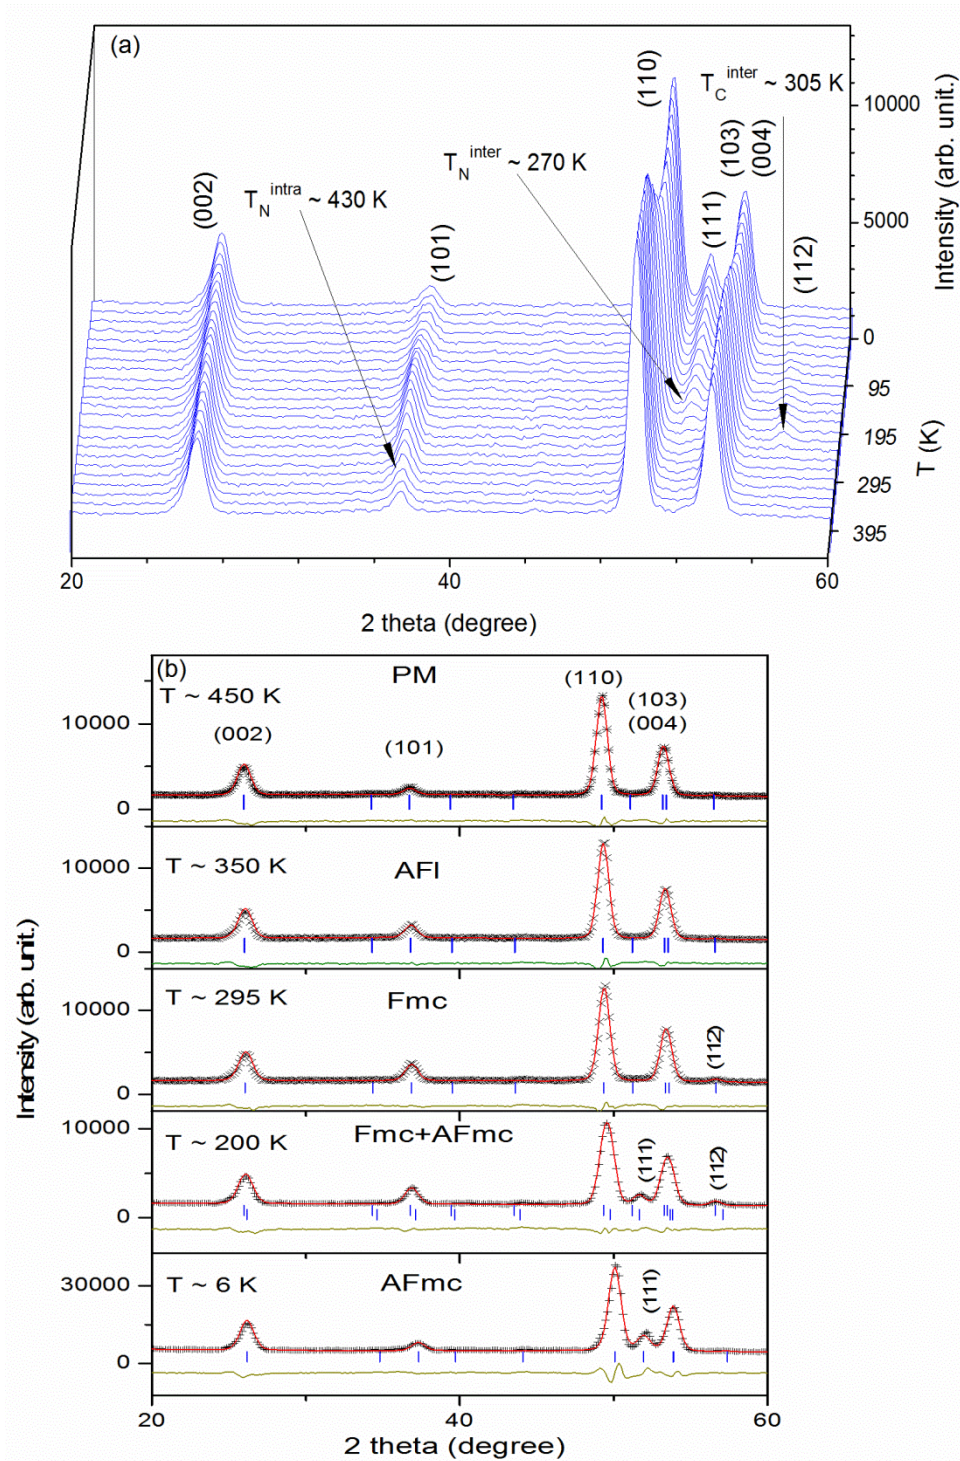 (a)
(110)
T_C^inter ~ 305 K
10000
(103)
(004)
T_N^inter ~ 270 K
T_N^intra ~ 430 K
(002)
(101)
(111)
(112)
5000
Intensity (arb. unit.)
0
95
195
295
395
T (K)
20
40
60
2 theta (degree)
(b)
T ~ 450 K
PM
(110)
(103)
(004)
(002)
(101)
10000
0
T ~ 350 K
AFI
10000
0
T ~ 295 K
Fmc
(112)
10000
0
T ~ 200 K
Fmc+AFmc
(111)
(112)
10000
0
T ~ 6 K
AFmc
(111)
30000
0
Intensity (arb. unit.)
20
40
60
2 theta (degree)